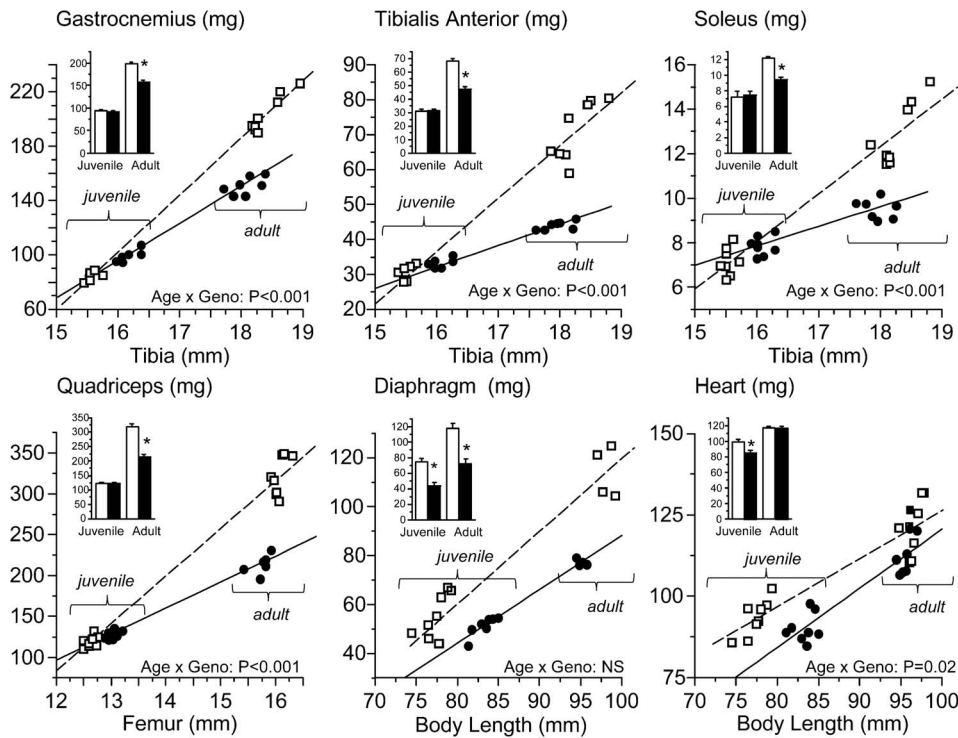 Gastrocnemius (mg)
Tibialis Anterior (mg)
Soleus (mg)
200
150
100
50
0
Juvenile Adult
*
220
180
140
100
60
juvenile
adult
Age x Geno: P<0.001
15 16 17 18 19
Tibia (mm)
70
60
50
40
30
20
10
0
Juvenile Adult
*
90
80
70
60
50
40
30
20
juvenile
adult
Age x Geno: P<0.001
15 16 17 18 19
Tibia (mm)
12
10
8
6
4
2
0
Juvenile Adult
*
16
14
12
10
8
6
4
juvenile
adult
Age x Geno: P<0.001
15 16 17 18 19
Tibia (mm)
Quadriceps (mg)
Diaphragm (mg)
Heart (mg)
350
300
250
200
150
100
50
0
Juvenile Adult
*
375
325
275
225
175
125
75
juvenile
adult
Age x Geno: P<0.001
12 13 14 15 16
Femur (mm)
120
100
80
60
40
20
0
Juvenile Adult
* *
120
100
80
60
40
juvenile
adult
Age x Geno: NS
70 75 80 85 90 95 100
Body Length (mm)
120
100
80
60
40
20
0
Juvenile Adult
*
150
125
100
75
juvenile
adult
Age x Geno: P=0.02
70 75 80 85 90 95 100
Body Length (mm)